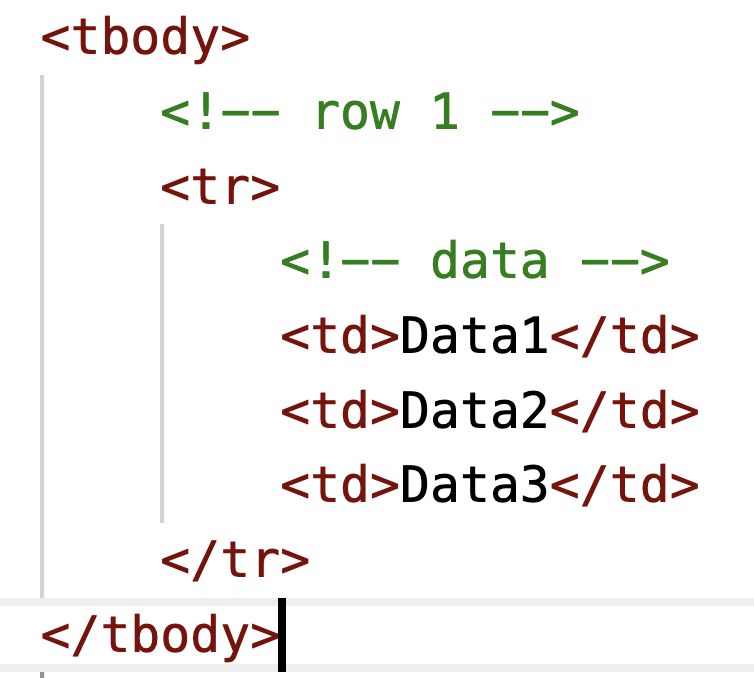 <tbody>
<!-- row 1 -->
<tr>
<!-- data -->
<td>Data1</td>
<td>Data2</td>
<td>Data3</td>
</tr>
</tbody>